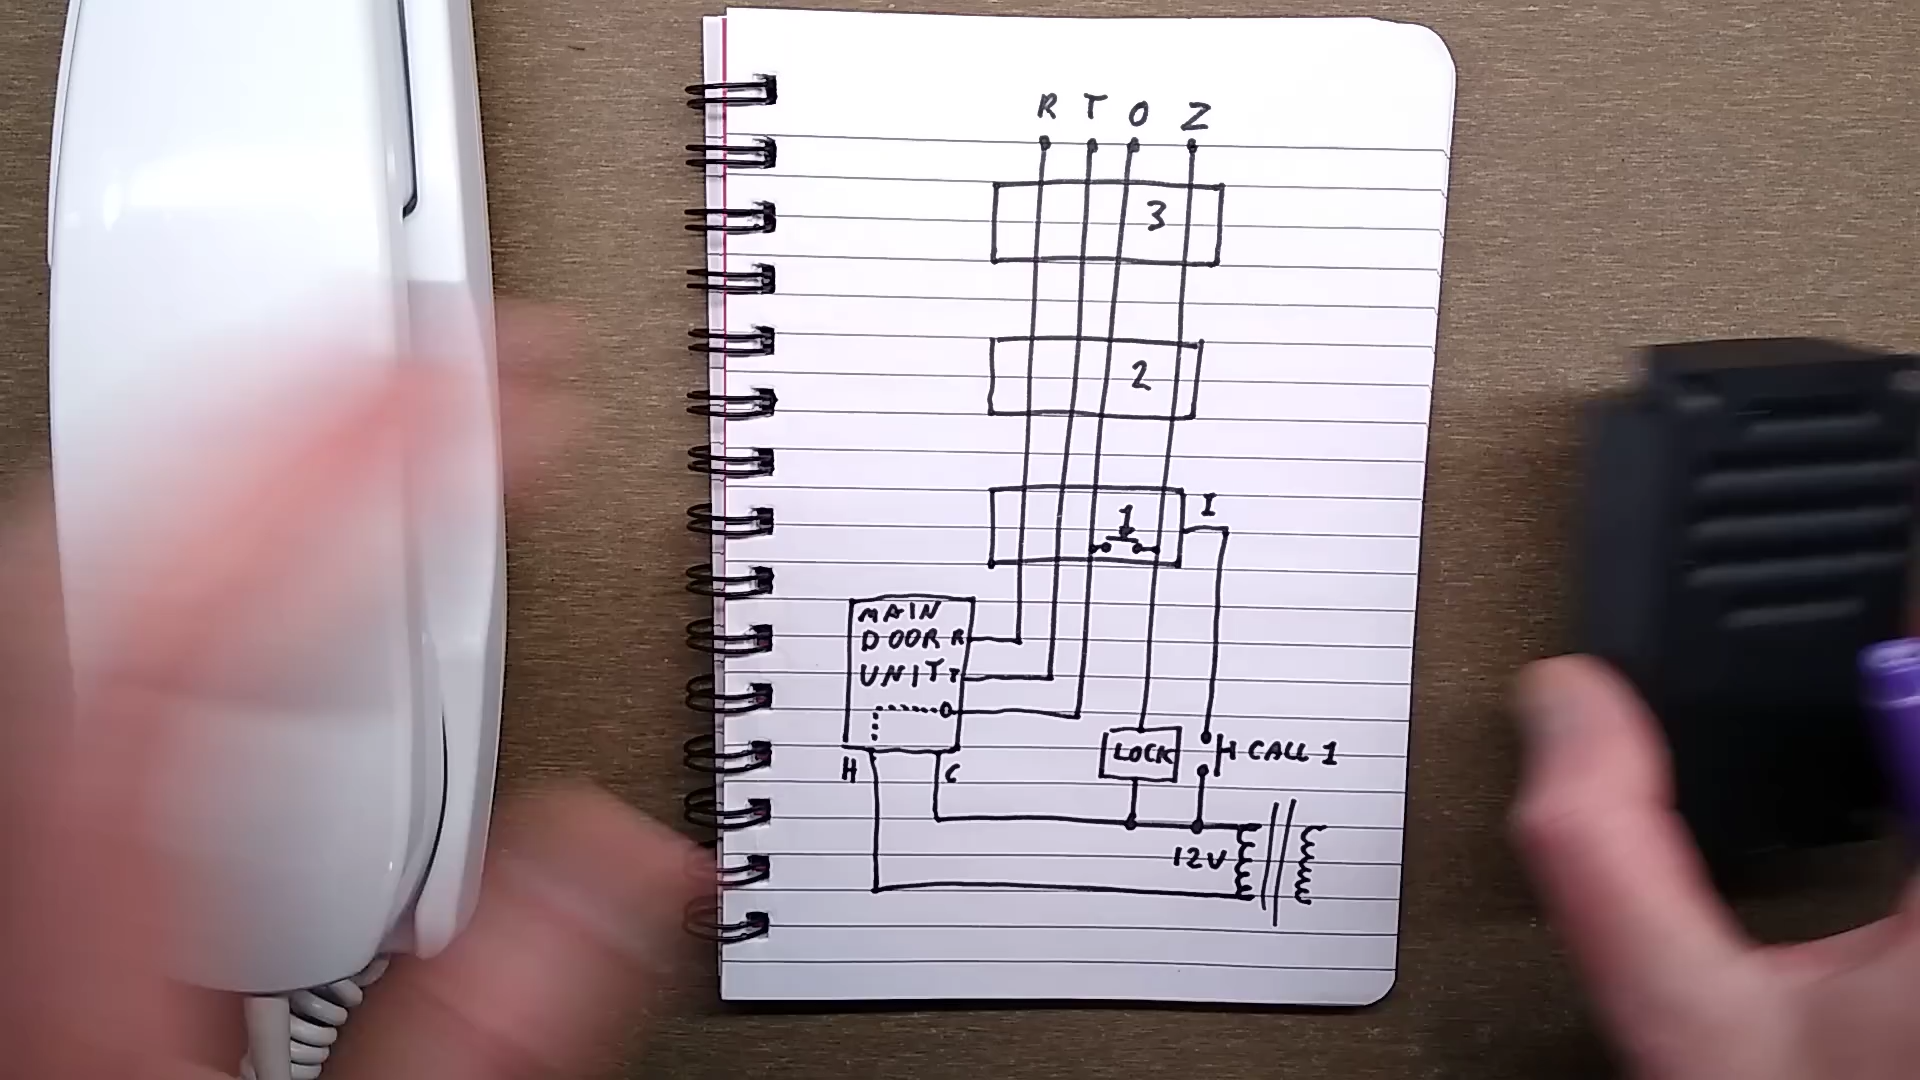 R T O Z
3
2
1 I
MAIN
DOOR R
UNIT T
O
LOCK
CALL 1
H C
12V